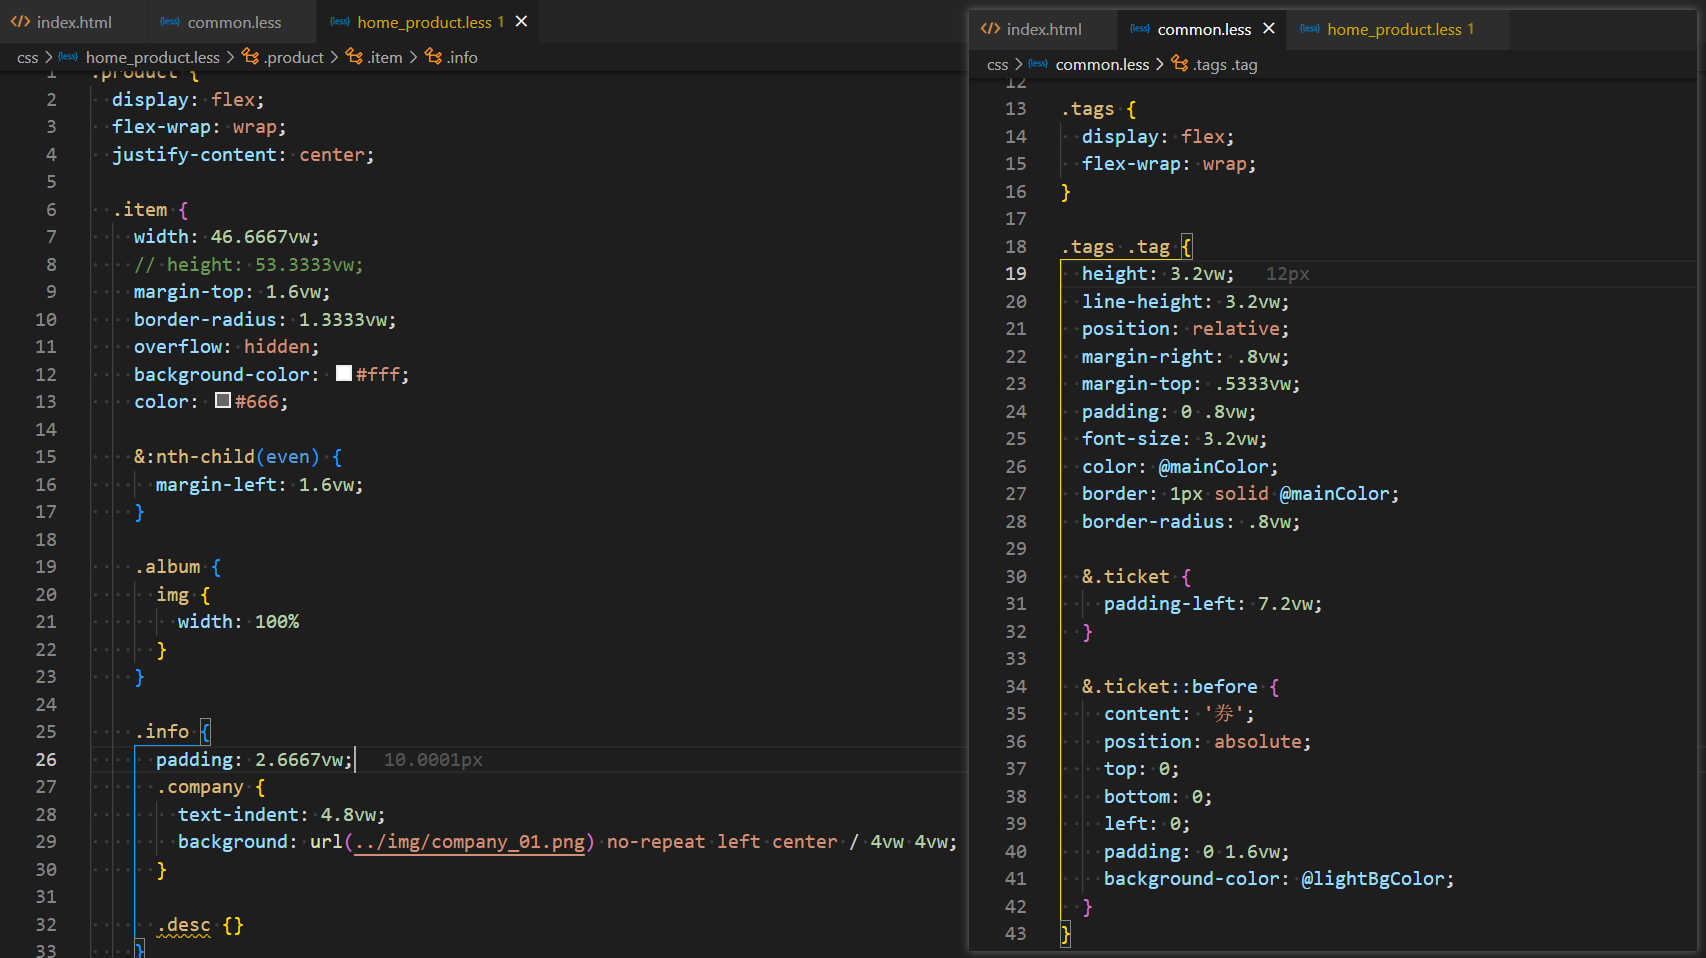 index.html common.less home_product.less 1
css home_product.less .product .item .info
1 .product {
2 display: flex;
3 flex-wrap: wrap;
4 justify-content: center;
5
6 .item {
7 width: 46.6667vw;
8 // height: 53.3333vw;
9 margin-top: 1.6vw;
10 border-radius: 1.3333vw;
11 overflow: hidden;
12 background-color: #fff;
13 color: #666;
14
15 &:nth-child(even) {
16 margin-left: 1.6vw;
17 }
18
19 .album {
20 img {
21 width: 100%
22 }
23 }
24
25 .info {
26 padding: 2.6667vw; 10.0001px
27 .company {
28 text-indent: 4.8vw;
29 background: url(../img/company_01.png) no-repeat left center / 4vw 4vw;
30 }
31
32 .desc {}
33 }
index.html common.less home_product.less 1
css common.less .tags .tag
12
13 .tags {
14 display: flex;
15 flex-wrap: wrap;
16 }
17
18 .tags .tag {
19 height: 3.2vw; 12px
20 line-height: 3.2vw;
21 position: relative;
22 margin-right: .8vw;
23 margin-top: .5333vw;
24 padding: 0 .8vw;
25 font-size: 3.2vw;
26 color: @mainColor;
27 border: 1px solid @mainColor;
28 border-radius: .8vw;
29
30 &.ticket {
31 padding-left: 7.2vw;
32 }
33
34 &.ticket::before {
35 content: '券';
36 position: absolute;
37 top: 0;
38 bottom: 0;
39 left: 0;
40 padding: 0 1.6vw;
41 background-color: @lightBgColor;
42 }
43 }